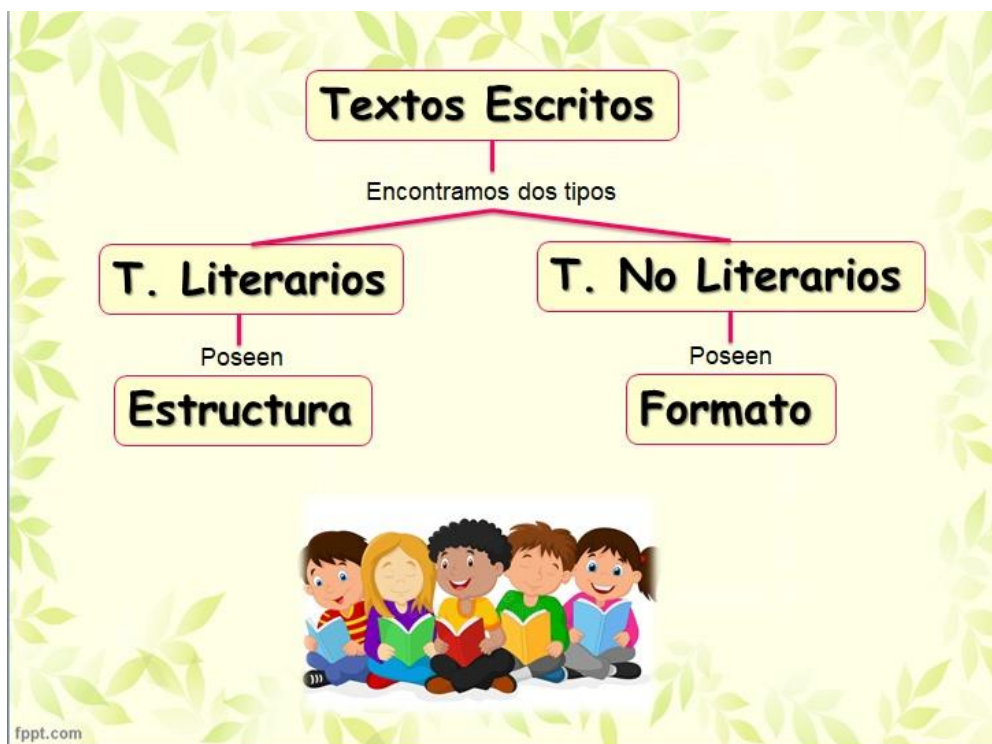 Textos Escritos
Encontramos dos tipos
T. Literarios
T. No Literarios
Poseen
Poseen
Estructura
Formato
fppt.com